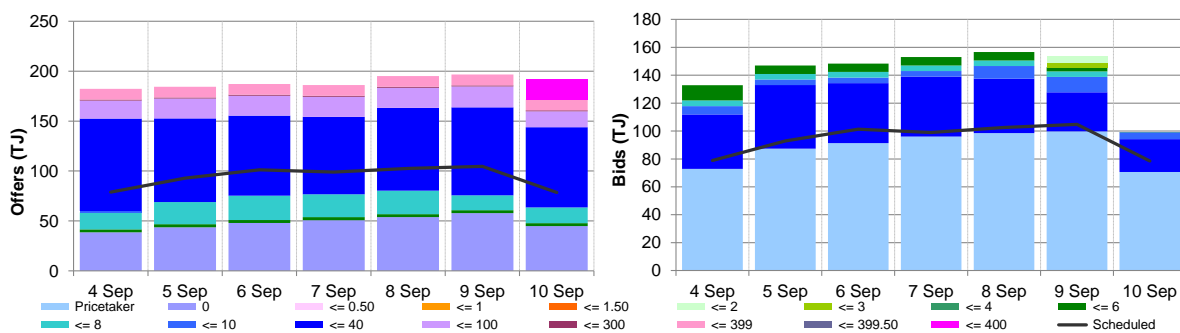 250
200
150
100
50
0
Offers (TJ)
4 Sep 5 Sep 6 Sep 7 Sep 8 Sep 9 Sep 10 Sep
180
160
140
120
100
80
60
40
20
0
Bids (TJ)
4 Sep 5 Sep 6 Sep 7 Sep 8 Sep 9 Sep 10 Sep
Pricetaker 0 <= 0.50 <= 1 <= 1.50 <= 2 <= 3 <= 4 <= 6
<= 8 <= 10 <= 40 <= 100 <= 300 <= 399 <= 399.50 <= 400 Scheduled